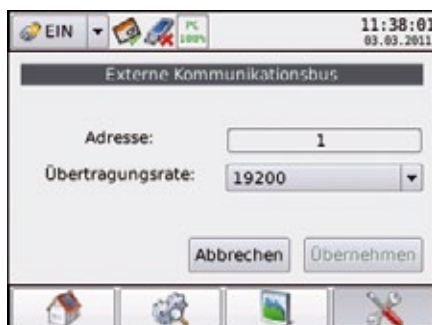 EIN
PC
100%
11:38:01
03.03.2011
Externe Kommunikationsbus
Adresse:
1
Übertragungsrate:
19200
Abbrechen
Übernehmen